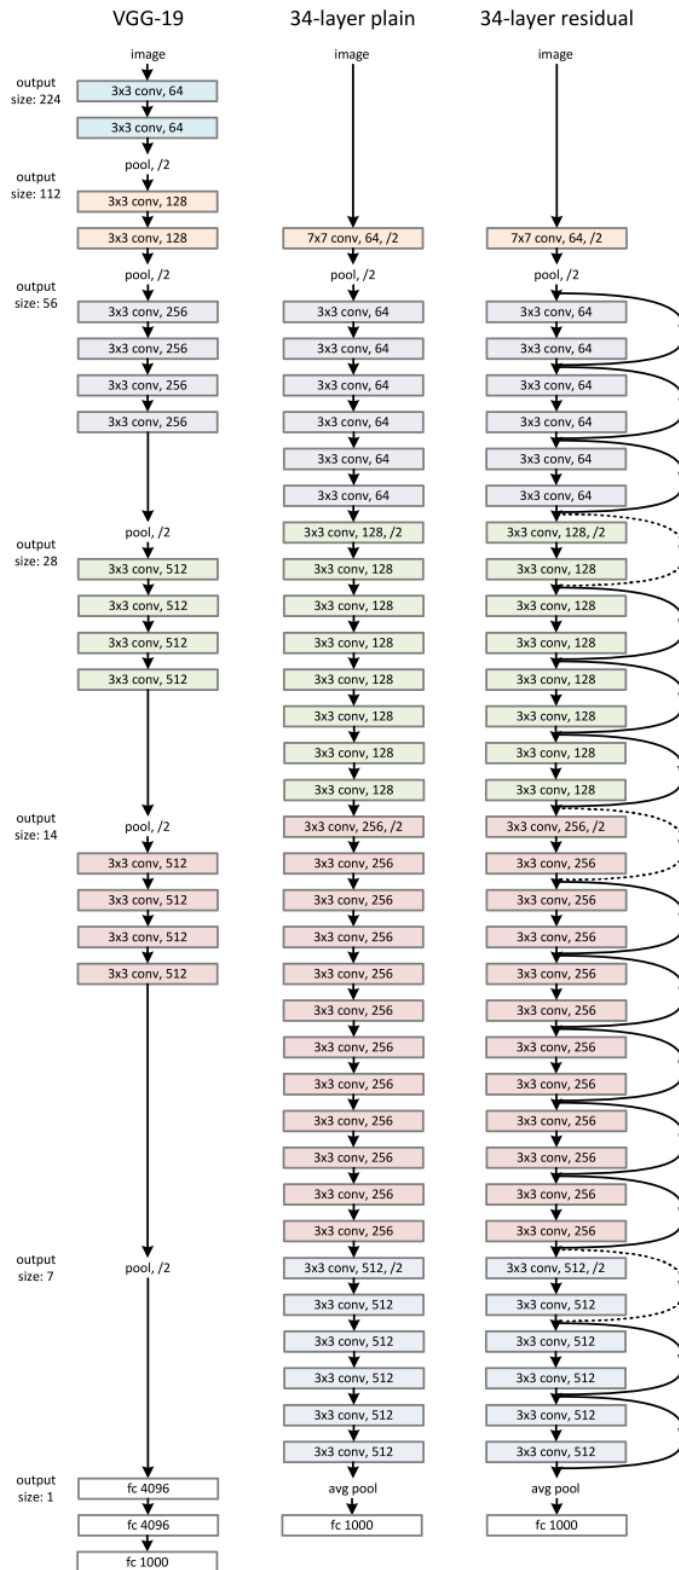 VGG-19
34-layer plain
34-layer residual
output
size: 224
output
size: 112
output
size: 56
output
size: 28
output
size: 14
output
size: 7
output
size: 1
image
3x3 conv, 64
3x3 conv, 64
pool, /2
3x3 conv, 128
3x3 conv, 128
pool, /2
3x3 conv, 256
3x3 conv, 256
3x3 conv, 256
3x3 conv, 256
pool, /2
3x3 conv, 512
3x3 conv, 512
3x3 conv, 512
3x3 conv, 512
pool, /2
3x3 conv, 512
3x3 conv, 512
3x3 conv, 512
3x3 conv, 512
pool, /2
fc 4096
fc 4096
fc 1000
image
7x7 conv, 64, /2
pool, /2
3x3 conv, 64
3x3 conv, 64
3x3 conv, 64
3x3 conv, 64
3x3 conv, 64
3x3 conv, 64
3x3 conv, 128, /2
3x3 conv, 128
3x3 conv, 128
3x3 conv, 128
3x3 conv, 128
3x3 conv, 128
3x3 conv, 128
3x3 conv, 128
3x3 conv, 256, /2
3x3 conv, 256
3x3 conv, 256
3x3 conv, 256
3x3 conv, 256
3x3 conv, 256
3x3 conv, 256
3x3 conv, 256
3x3 conv, 256
3x3 conv, 256
3x3 conv, 256
3x3 conv, 256
3x3 conv, 512, /2
3x3 conv, 512
3x3 conv, 512
3x3 conv, 512
3x3 conv, 512
3x3 conv, 512
avg pool
fc 1000
image
7x7 conv, 64, /2
pool, /2
3x3 conv, 64
3x3 conv, 64
3x3 conv, 64
3x3 conv, 64
3x3 conv, 64
3x3 conv, 64
3x3 conv, 128, /2
3x3 conv, 128
3x3 conv, 128
3x3 conv, 128
3x3 conv, 128
3x3 conv, 128
3x3 conv, 128
3x3 conv, 128
3x3 conv, 256, /2
3x3 conv, 256
3x3 conv, 256
3x3 conv, 256
3x3 conv, 256
3x3 conv, 256
3x3 conv, 256
3x3 conv, 256
3x3 conv, 256
3x3 conv, 256
3x3 conv, 256
3x3 conv, 256
3x3 conv, 512, /2
3x3 conv, 512
3x3 conv, 512
3x3 conv, 512
3x3 conv, 512
3x3 conv, 512
avg pool
fc 1000